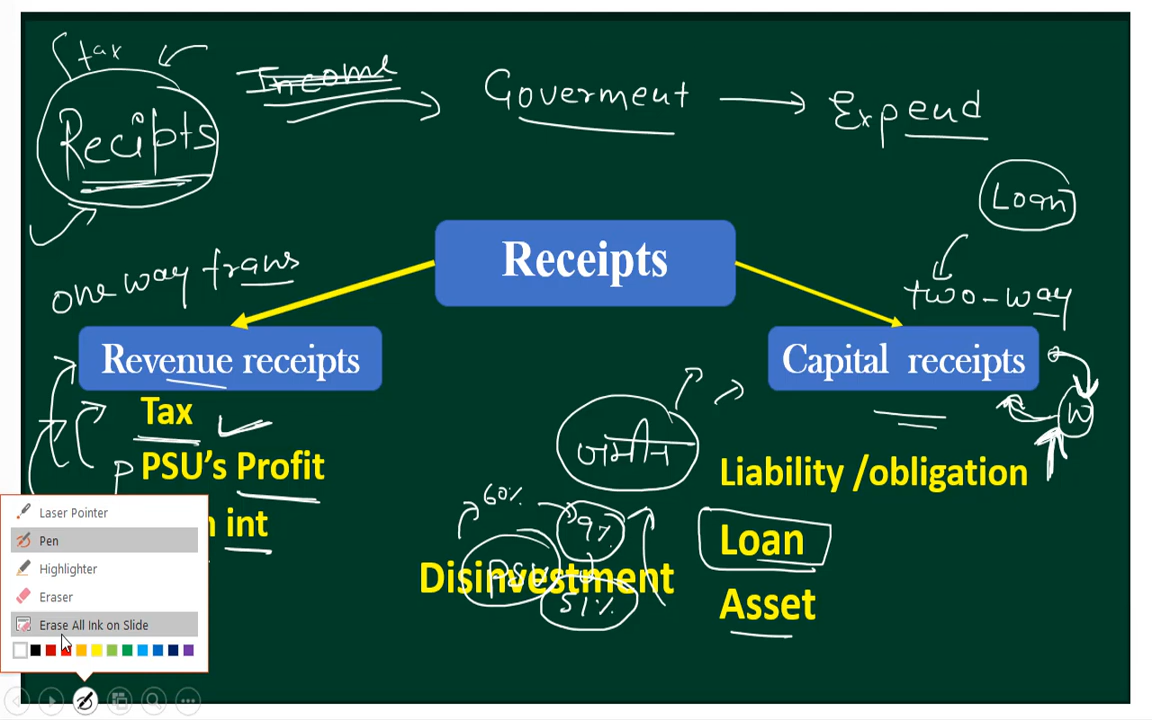 tax
Recipts
Income
Goverment
Expend
Loan
one way trans
two-way
Receipts
Revenue receipts
Capital receipts
Tax
PSU's Profit
int
जमीन
Liability /obligation
60%
9%
Loan
Disinvestment
PSU
51%
Asset
W
P
Laser Pointer
Pen
Highlighter
Eraser
Erase All Ink on Slide